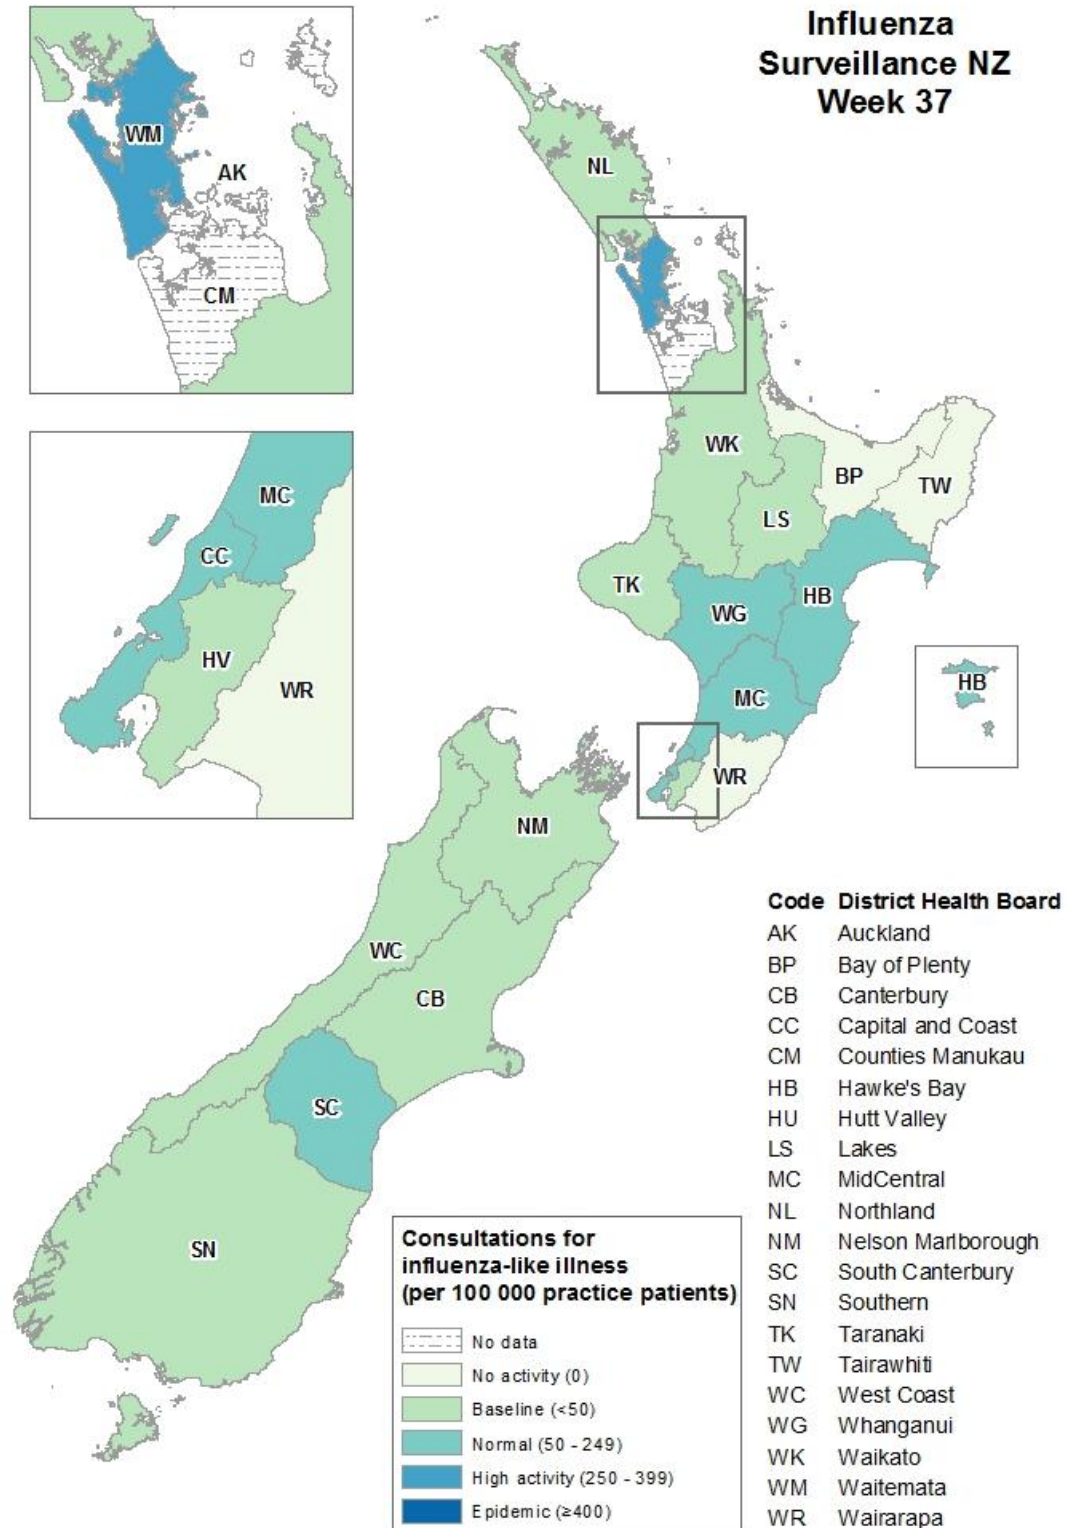 Influenza
Surveillance NZ
Week 37
WM
AK
CM
MC
CC
HV
WR
NL
WK
BP
TW
LS
TK
WG
HB
MC
WR
HB
NM
WC
CB
SC
SN
Code District Health Board
AK Auckland
BP Bay of Plenty
CB Canterbury
CC Capital and Coast
CM Counties Manukau
HB Hawke's Bay
HU Hutt Valley
LS Lakes
MC MidCentral
NL Northland
NM Nelson Marlborough
SC South Canterbury
SN Southern
TK Taranaki
TW Tairawhiti
WC West Coast
WG Whanganui
WK Waikato
WM Waitemata
WR Wairarapa
Consultations for
influenza-like illness
(per 100 000 practice patients)
No data
No activity (0)
Baseline (<50)
Normal (50 - 249)
High activity (250 - 399)
Epidemic (≥400)